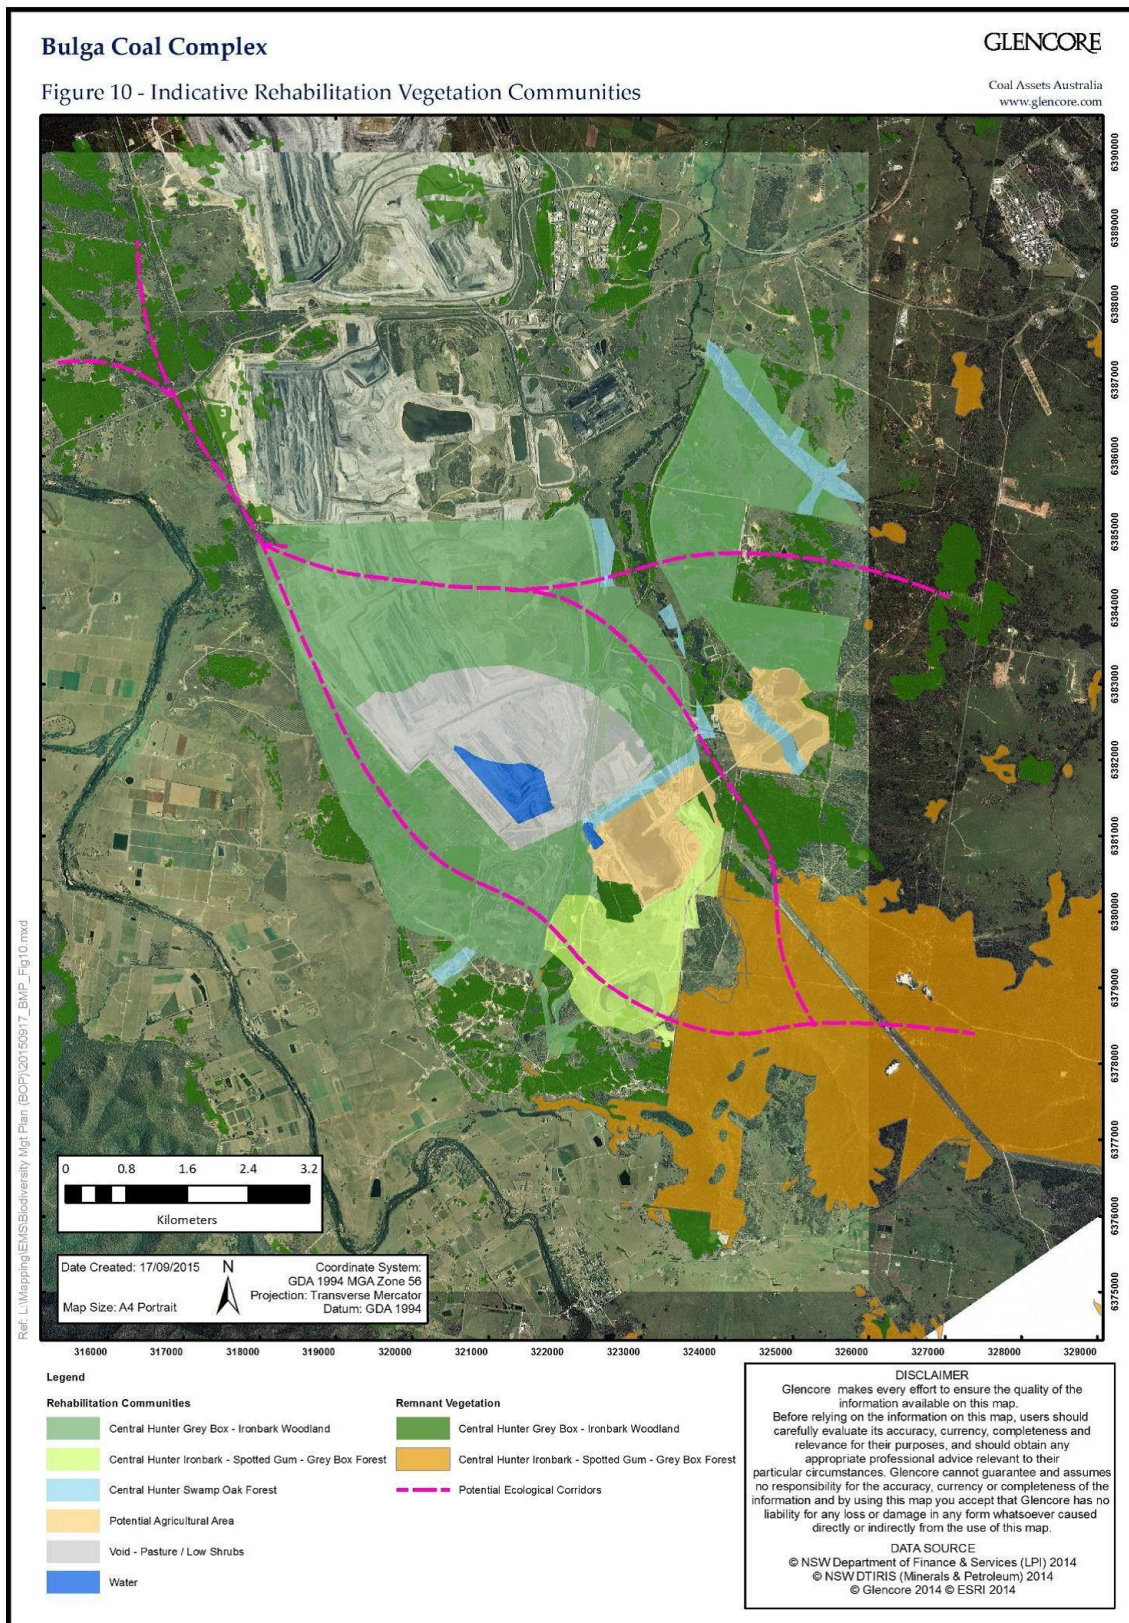 Bulga Coal Complex
GLENCORE
Figure 10 - Indicative Rehabilitation Vegetation Communities
Coal Assets Australia
www.glencore.com
6390000
6389000
6388000
6387000
6386000
6385000
6384000
6383000
6382000
6381000
6380000
6379000
6378000
6377000
6376000
6375000
Ref: L:\Mapping\EMS\Biodiversity Mgt Plan (BOP)\20150917_BMP_Fig10.mxd
0 0.8 1.6 2.4 3.2
Kilometers
Date Created: 17/09/2015
Map Size: A4 Portrait
N
Coordinate System:
GDA 1994 MGA Zone 56
Projection: Transverse Mercator
Datum: GDA 1994
316000 317000 318000 319000 320000 321000 322000 323000 324000 325000 326000 327000 328000 329000
Legend
Rehabilitation Communities
Central Hunter Grey Box - Ironbark Woodland
Central Hunter Ironbark - Spotted Gum - Grey Box Forest
Central Hunter Swamp Oak Forest
Potential Agricultural Area
Void - Pasture / Low Shrubs
Water
Remnant Vegetation
Central Hunter Grey Box - Ironbark Woodland
Central Hunter Ironbark - Spotted Gum - Grey Box Forest
Potential Ecological Corridors
DISCLAIMER
Glencore makes every effort to ensure the quality of the
information available on this map.
Before relying on the information on this map, users should
carefully evaluate its accuracy, currency, completeness and
relevance for their purposes, and should obtain any
appropriate professional advice relevant to their
particular circumstances. Glencore cannot guarantee and assumes
no responsibility for the accuracy, currency or completeness of the
information and by using this map you accept that Glencore has no
liability for any loss or damage in any form whatsoever caused
directly or indirectly from the use of this map.
DATA SOURCE
© NSW Department of Finance & Services (LPI) 2014
© NSW DTIRIS (Minerals & Petroleum) 2014
© Glencore 2014 © ESRI 2014